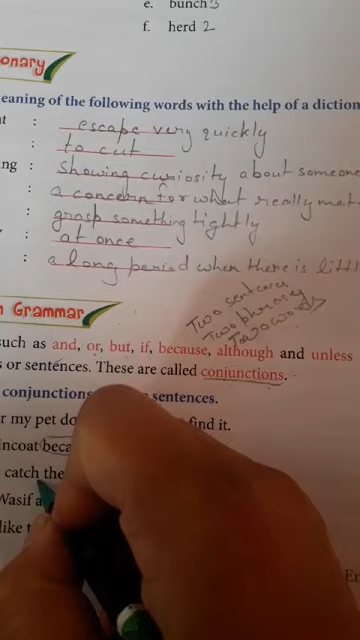 e. bunch 3
f. herd 2
onary
eaning of the following words with the help of a diction
: escape very quickly
: to cut
ing : Showing curiosity about someone
: a concern for what really mat
: grasp something tightly
: at once
: a long period when there is littl
Two sentences
Two phrases
Two words
n Grammar
such as and, or, but, if, because, although and unless
s or sentences. These are called conjunctions.
conjunctions sentences.
r my pet do find it.
incoat beca
catch the
Wasif a
like t